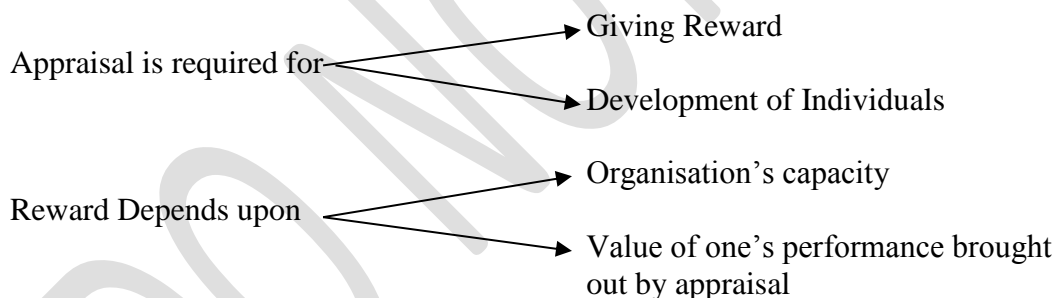 Giving Reward
Appraisal is required for
Development of Individuals
Organisation's capacity
Reward Depends upon
Value of one's performance brought
out by appraisal